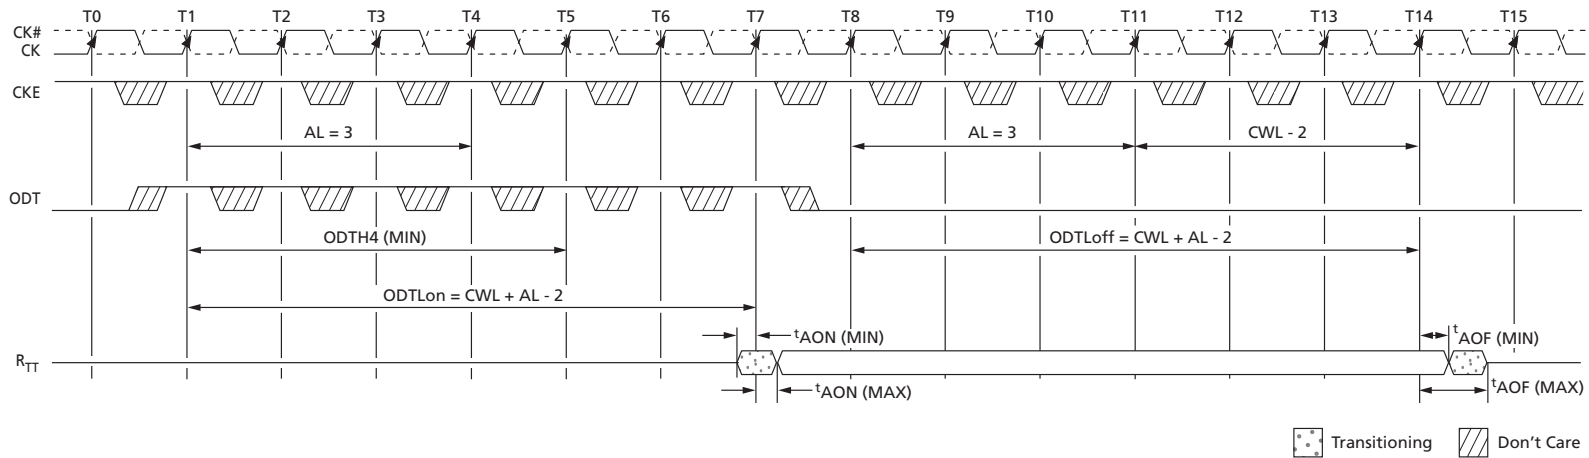 T0 T1 T2 T3 T4 T5 T6 T7 T8 T9 T10 T11 T12 T13 T14 T15
CK#
CK
CKE
AL = 3 AL = 3 CWL - 2
ODT
ODTH4 (MIN) ODTLoff = CWL + AL - 2
ODTLon = CWL + AL - 2
tAON (MIN) tAOF (MIN)
RTT
tAON (MAX) tAOF (MAX)
Transitioning Don't Care